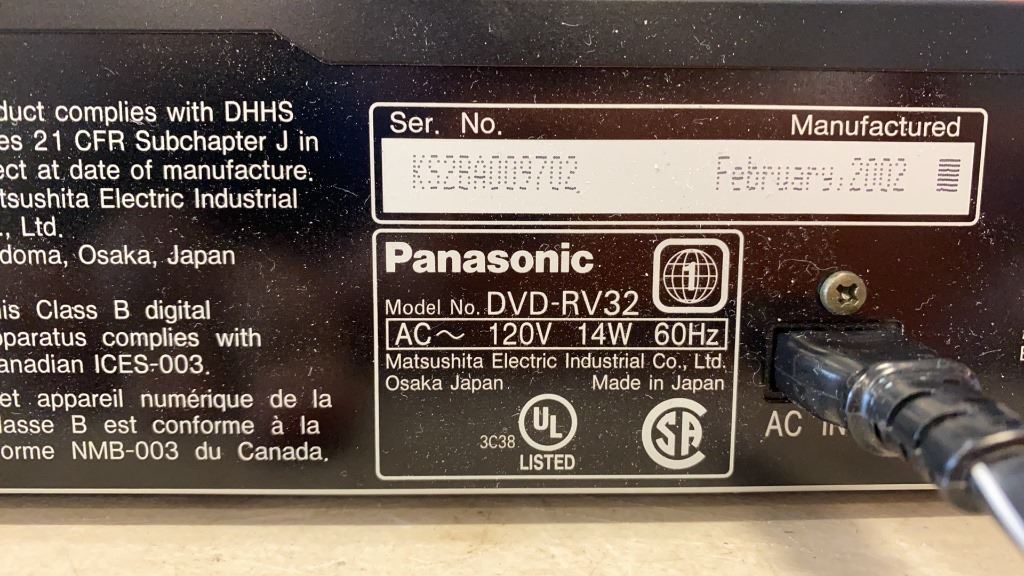 duct complies with DHHS
es 21 CFR Subchapter J in
ect at date of manufacture.
tsushita Electric Industrial
., Ltd.
doma, Osaka, Japan
is Class B digital
pparatus complies with
anadian ICES-003.
et appareil numérique de la
lasse B est conforme à la
orme NMB-003 du Canada.
Ser. No. Manufactured
February.2002
Panasonic
1
Model No. DVD-RV32
AC～ 120V 14W 60Hz
Matsushita Electric Industrial Co., Ltd.
Osaka Japan Made in Japan
3C38 UL SA
LISTED
AC IN